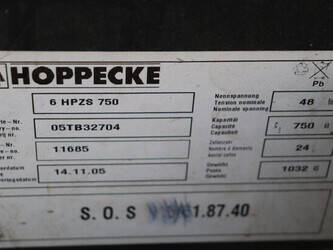 HOPPECKE
Pb
6 HPZS 750
Nennspannung
Tension nominale
Nominale spanning
48
05TB32704
Kapazität
Capacité
Capaciteit
750
11685
Zellenzahl
Nombre d éléments
Aantal cellen
24
14.11.05
Gewicht
Poids
Gewicht
1032
S. O. S 1.87.40